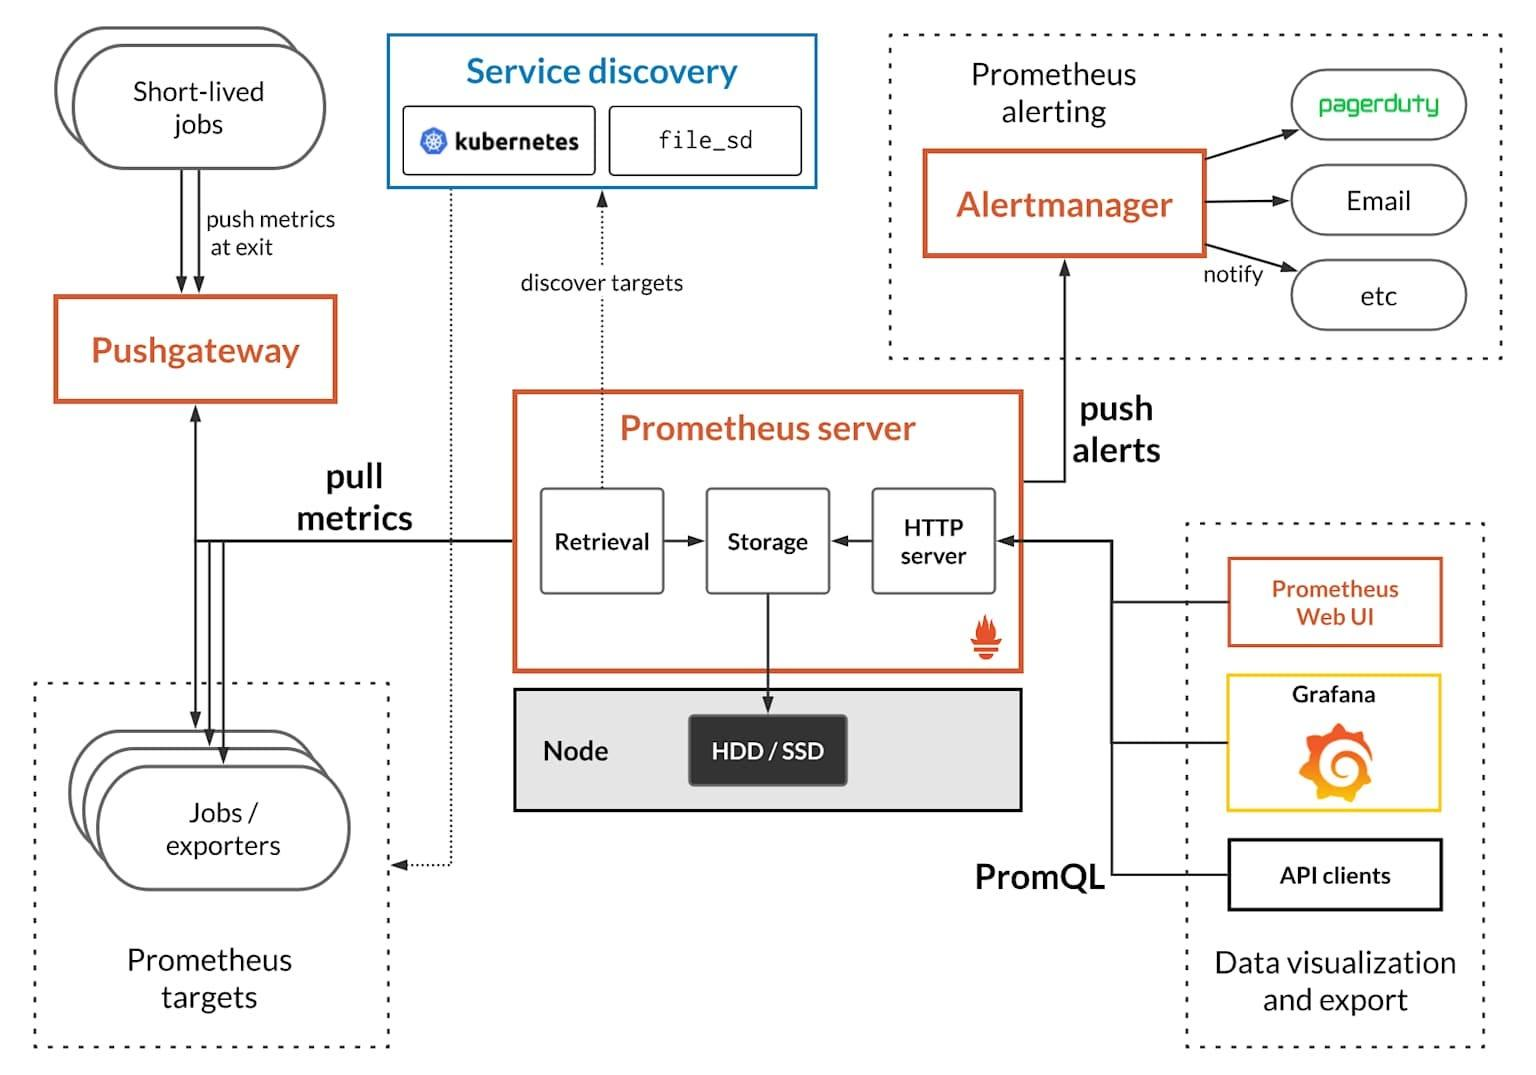 Short-lived
jobs
push metrics
at exit
Pushgateway
Service discovery
kubernetes
file_sd
discover targets
Prometheus
alerting
Alertmanager
pagerduty
Email
etc
notify
push
alerts
pull
metrics
Prometheus server
Retrieval
Storage
HTTP
server
Node
HDD / SSD
Jobs /
exporters
Prometheus
targets
PromQL
Prometheus
Web UI
Grafana
API clients
Data visualization
and export